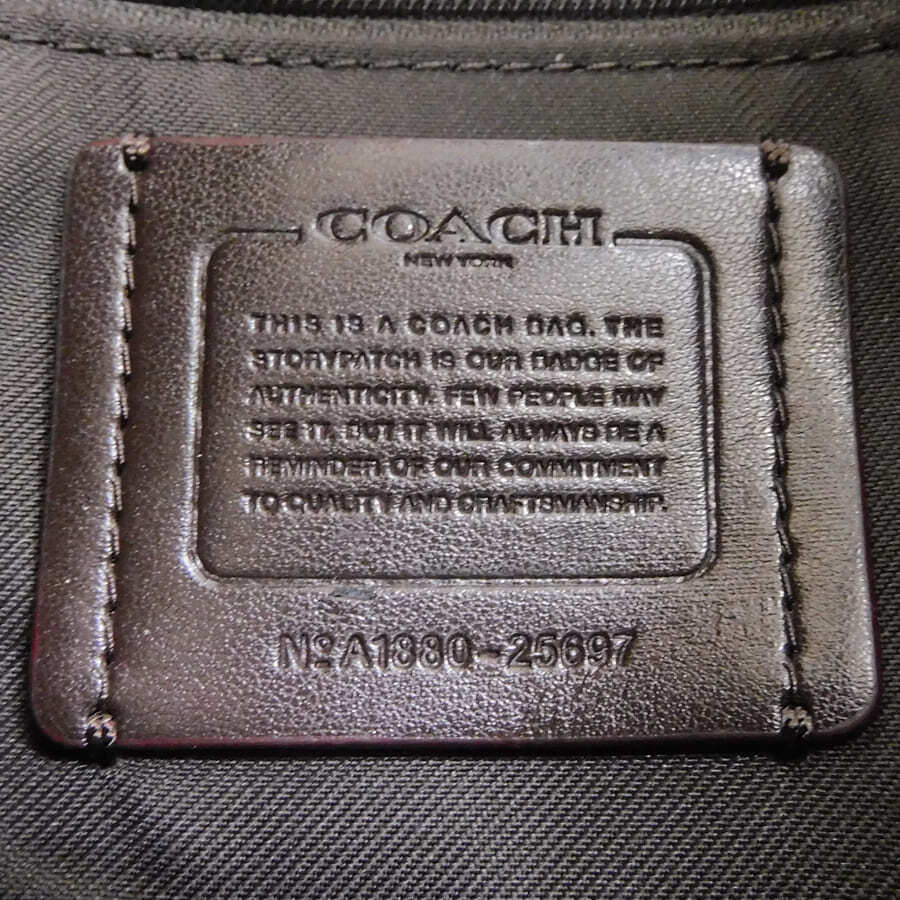 COACH
NEW YORK
THIS IS A COACH BAG. THE
STORYPATCH IS OUR BADGE OF
AUTHENTICITY. FEW PEOPLE MAY
SEE IT. BUT IT WILL ALWAYS BE A
REMINDER OF OUR COMMITMENT
TO QUALITY AND CRAFTSMANSHIP.
Nº A1880-25697